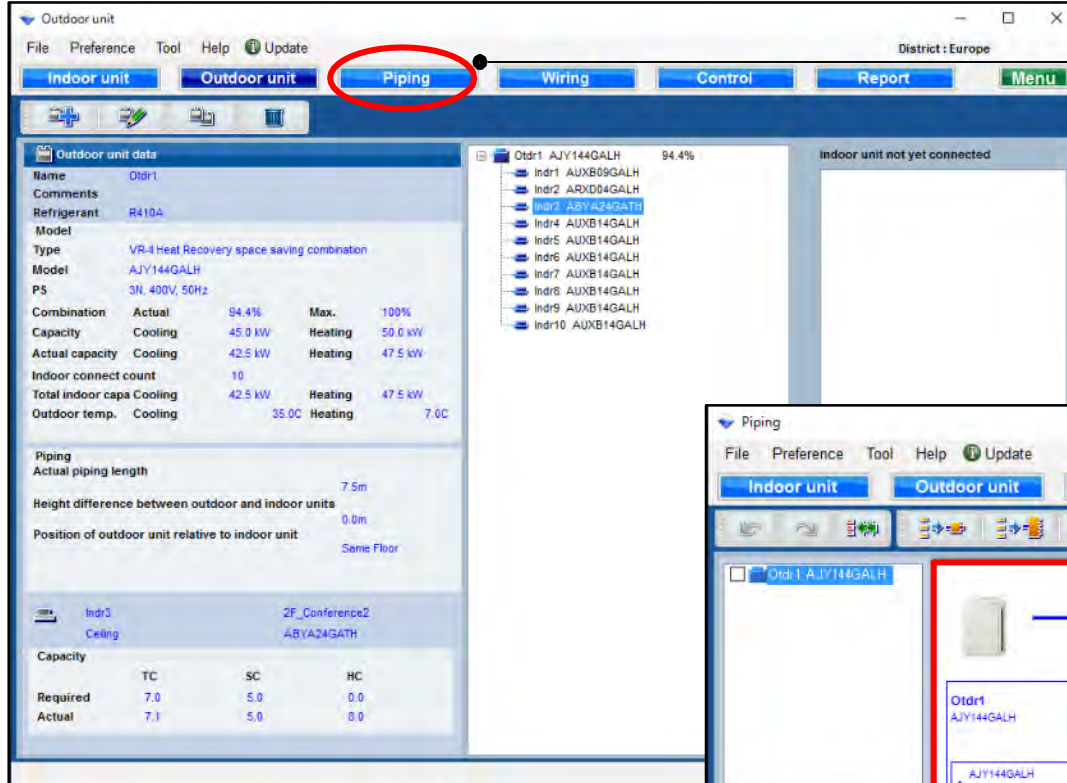 Outdoor unit
File Preference Tool Help Update District : Europe
Indoor unit Outdoor unit Piping Wiring Control Report Menu
Outdoor unit data
Name Otdr1
Comments
Refrigerant R410A
Model
Type VR-II Heat Recovery space saving combination
Model AJY144GALH
PS 3N, 400V, 50Hz
Combination Actual 94.4% Max. 100%
Capacity Cooling 45.0 kW Heating 50.0 kW
Actual capacity Cooling 42.5 kW Heating 47.5 kW
Indoor connect count 10
Total indoor capa Cooling 42.5 kW Heating 47.5 kW
Outdoor temp. Cooling 35.0C Heating 7.0C
Piping
Actual piping length
7.5m
Height difference between outdoor and indoor units
0.0m
Position of outdoor unit relative to indoor unit
Same Floor
Indr3 2F_Conference2
Ceiling ABYA24GATH
Capacity
TC SC HC
Required 7.0 5.0 0.0
Actual 7.1 5.0 8.0
Otdr1 AJY144GALH 94.4%
Indr1 AUXB09GALH
Indr2 ARXD04GALH
Indr3 ABYA24GATH
Indr4 AUXB14GALH
Indr5 AUXB14GALH
Indr6 AUXB14GALH
Indr7 AUXB14GALH
Indr8 AUXB14GALH
Indr9 AUXB14GALH
Indr10 AUXB14GALH
Indoor unit not yet connected
Piping
File Preference Tool Help Update
Indoor unit Outdoor unit
Otdr1 AJY144GALH
Otdr1
AJY144GALH
AJY144GALH